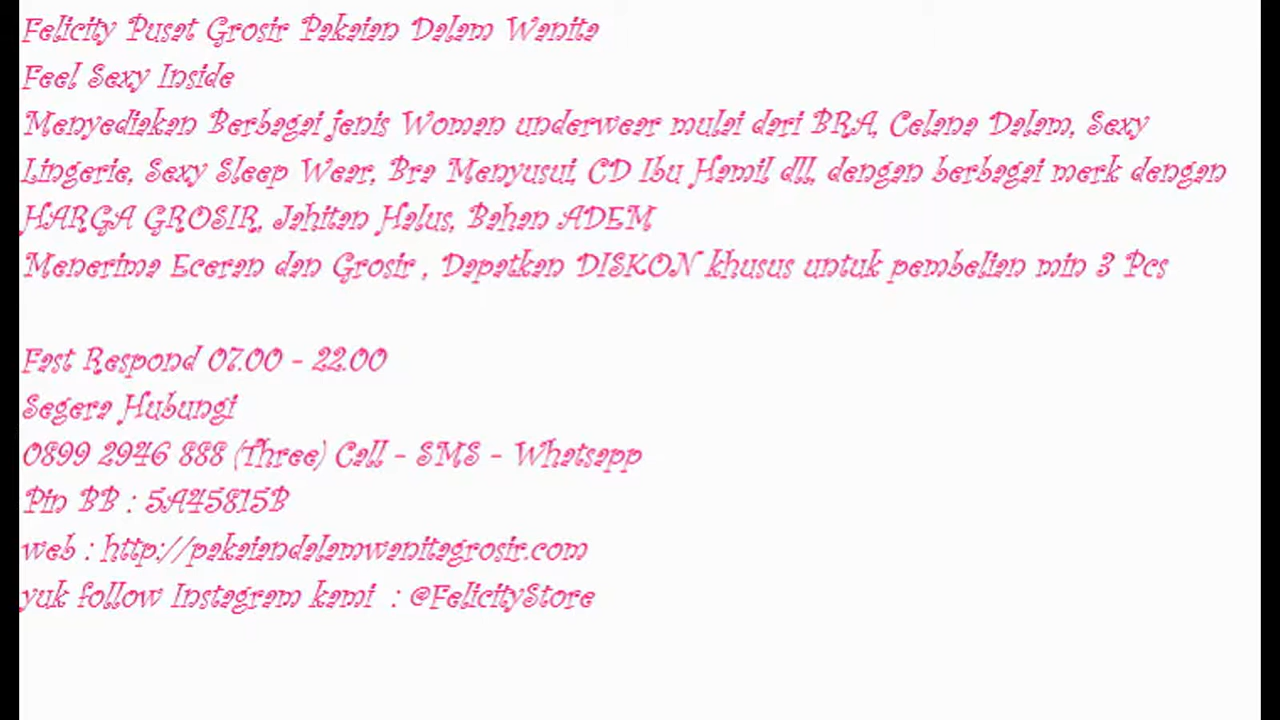 Felicity Pusat Grosir Pakaian Dalam Wanita
Feel Sexy Inside
Menyediakan Berbagai jenis Woman underwear mulai dari BRA, Celana Dalam, Sexy
Lingerie, Sexy Sleep Wear, Bra Menyusui, CD Ibu Hamil dll, dengan berbagai merk dengan
HARGA GROSIR, Jahitan Halus, Bahan ADEM
Menerima Eceran dan Grosir , Dapatkan DISKON khusus untuk pembelian min 3 Pcs
Fast Respond 07.00 - 22.00
Segera Hubungi
0899 2946 888 (Three) Call - SMS - Whatsapp
Pin BB : 5A45815B
web : http://pakaiandalamwanitagrosir.com
yuk follow Instagram kami : @FelicityStore